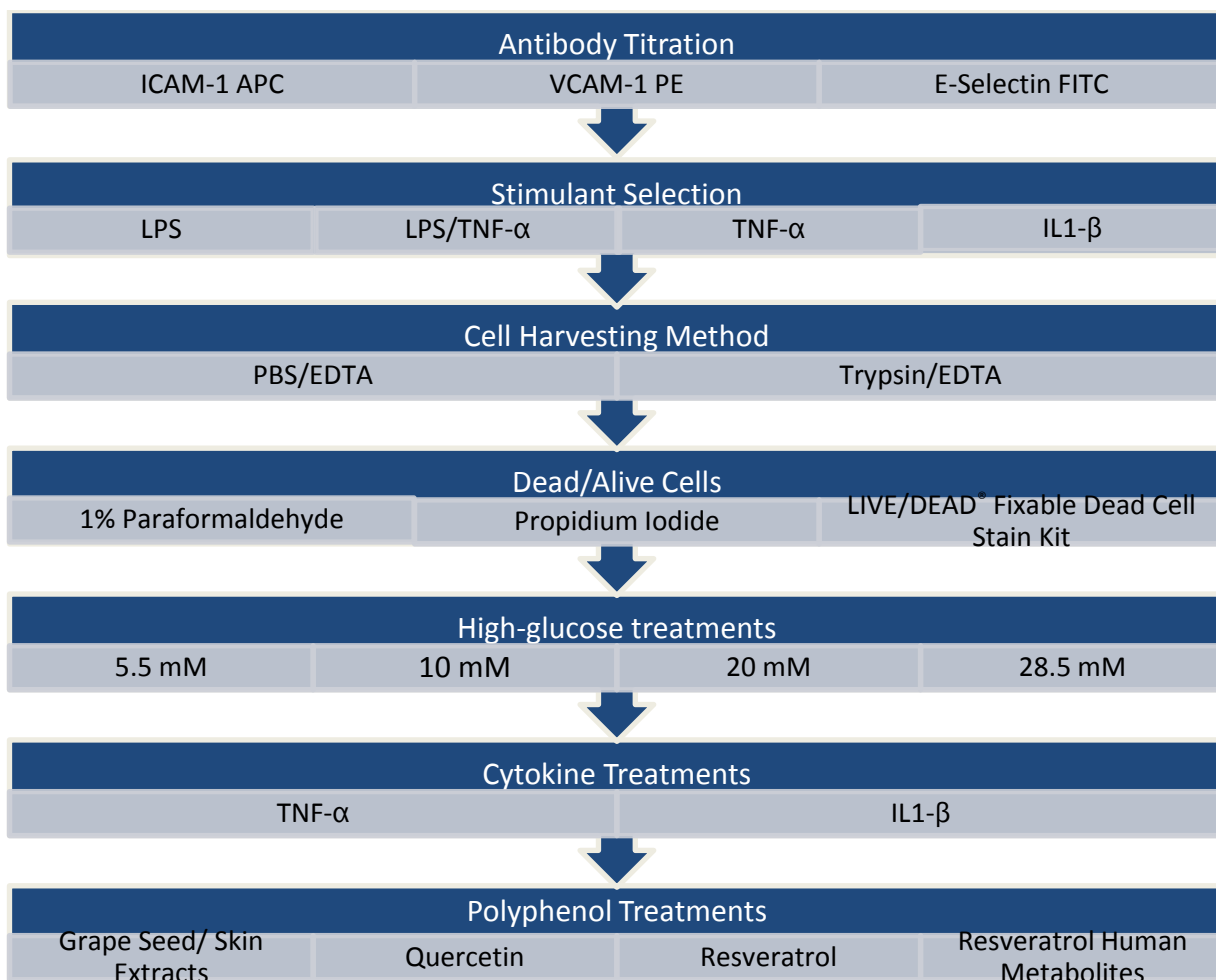 Antibody Titration
ICAM-1 APC VCAM-1 PE E-Selectin FITC
Stimulant Selection
LPS LPS/TNF-α TNF-α IL1-β
Cell Harvesting Method
PBS/EDTA Trypsin/EDTA
Dead/Alive Cells
1% Paraformaldehyde Propidium Iodide LIVE/DEAD® Fixable Dead Cell
Stain Kit
High-glucose treatments
5.5 mM 10 mM 20 mM 28.5 mM
Cytokine Treatments
TNF-α IL1-β
Polyphenol Treatments
Grape Seed/ Skin
Extracts
Quercetin Resveratrol
Resveratrol Human
Metabolites